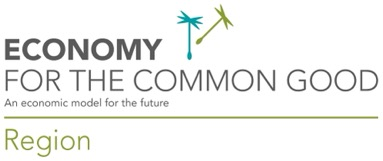 ECONOMY
FOR THE COMMON GOOD
An economic model for the future
Region